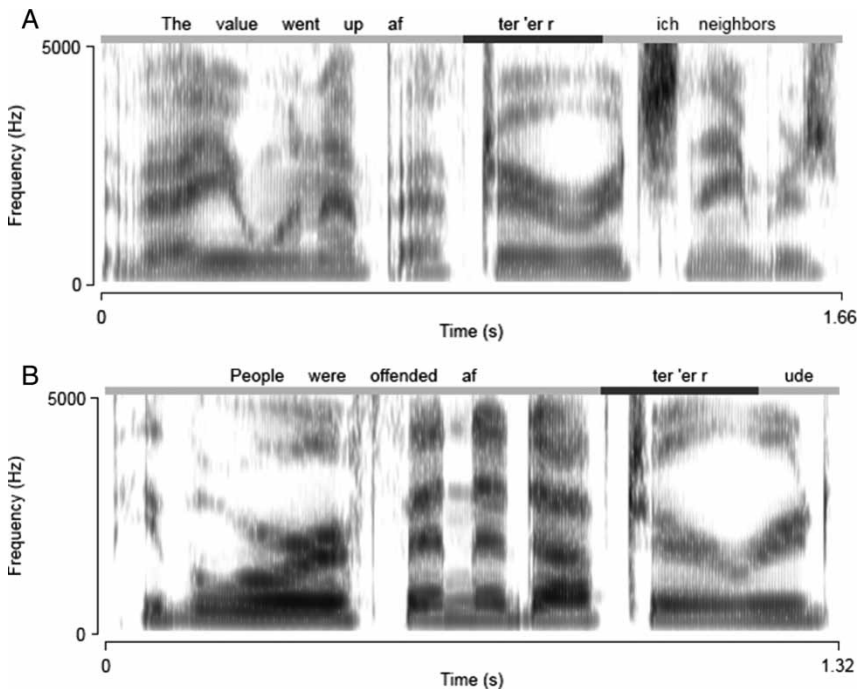 A
The value went up af ter 'er r ich neighbors
5000
Frequency (Hz)
0
0 1.66
Time (s)
B
People were offended af ter 'er r ude
5000
Frequency (Hz)
0
0 1.32
Time (s)